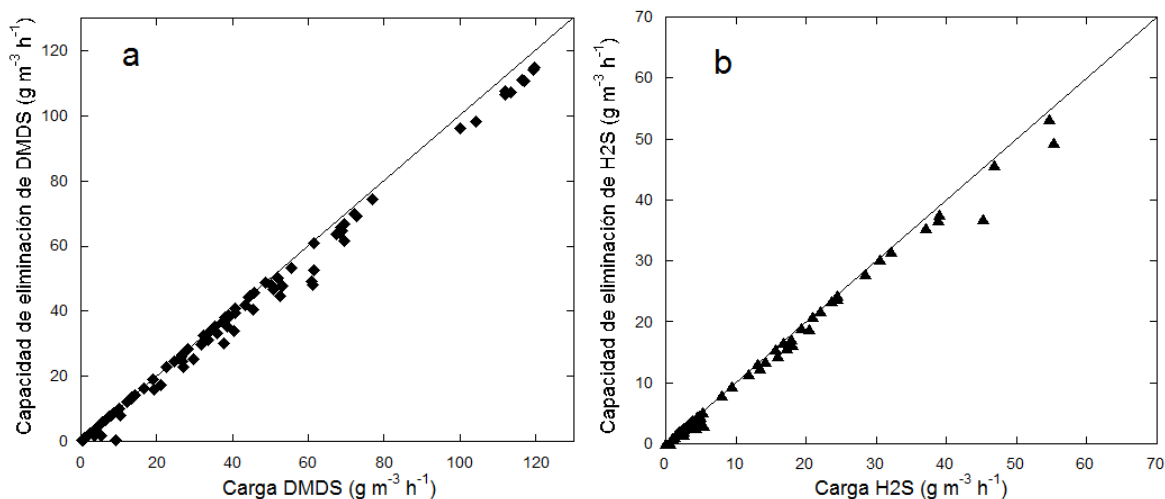 a
Capacidad de eliminación de DMDS (g m⁻³ h⁻¹)
120
100
80
60
40
20
0
0 20 40 60 80 100 120
Carga DMDS (g m⁻³ h⁻¹)
b
Capacidad de eliminación de H2S (g m⁻³ h⁻¹)
70
60
50
40
30
20
10
0
0 10 20 30 40 50 60 70
Carga H2S (g m⁻³ h⁻¹)